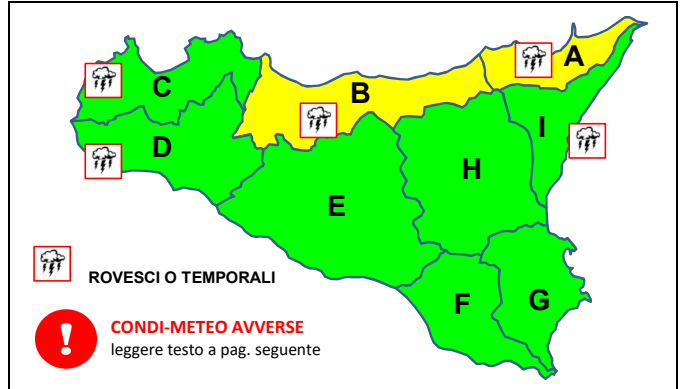 A
C
B
I
D
H
E
ROVESCI O TEMPORALI
F
G
!
CONDI-METEO AVVERSE
leggere testo a pag. seguente